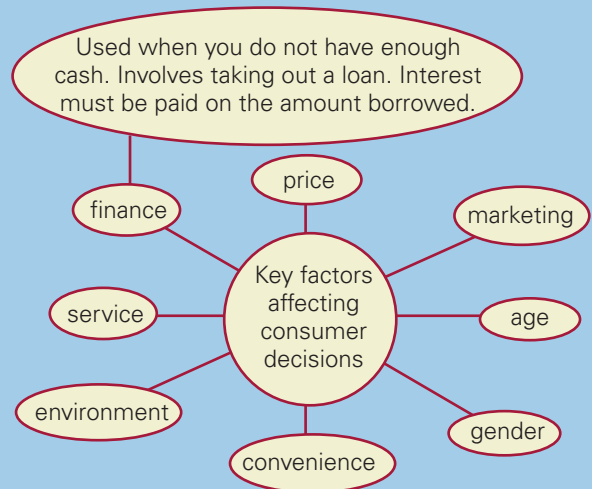 Used when you do not have enough
cash. Involves taking out a loan. Interest
must be paid on the amount borrowed.
price
finance
marketing
Key factors
affecting
consumer
decisions
service
age
environment
gender
convenience